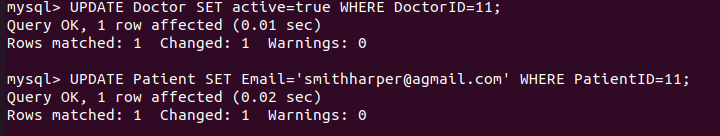 mysql> UPDATE Doctor SET active=true WHERE DoctorID=11;
Query OK, 1 row affected (0.01 sec)
Rows matched: 1  Changed: 1  Warnings: 0

mysql> UPDATE Patient SET Email='smithharper@agmail.com' WHERE PatientID=11;
Query OK, 1 row affected (0.02 sec)
Rows matched: 1  Changed: 1  Warnings: 0